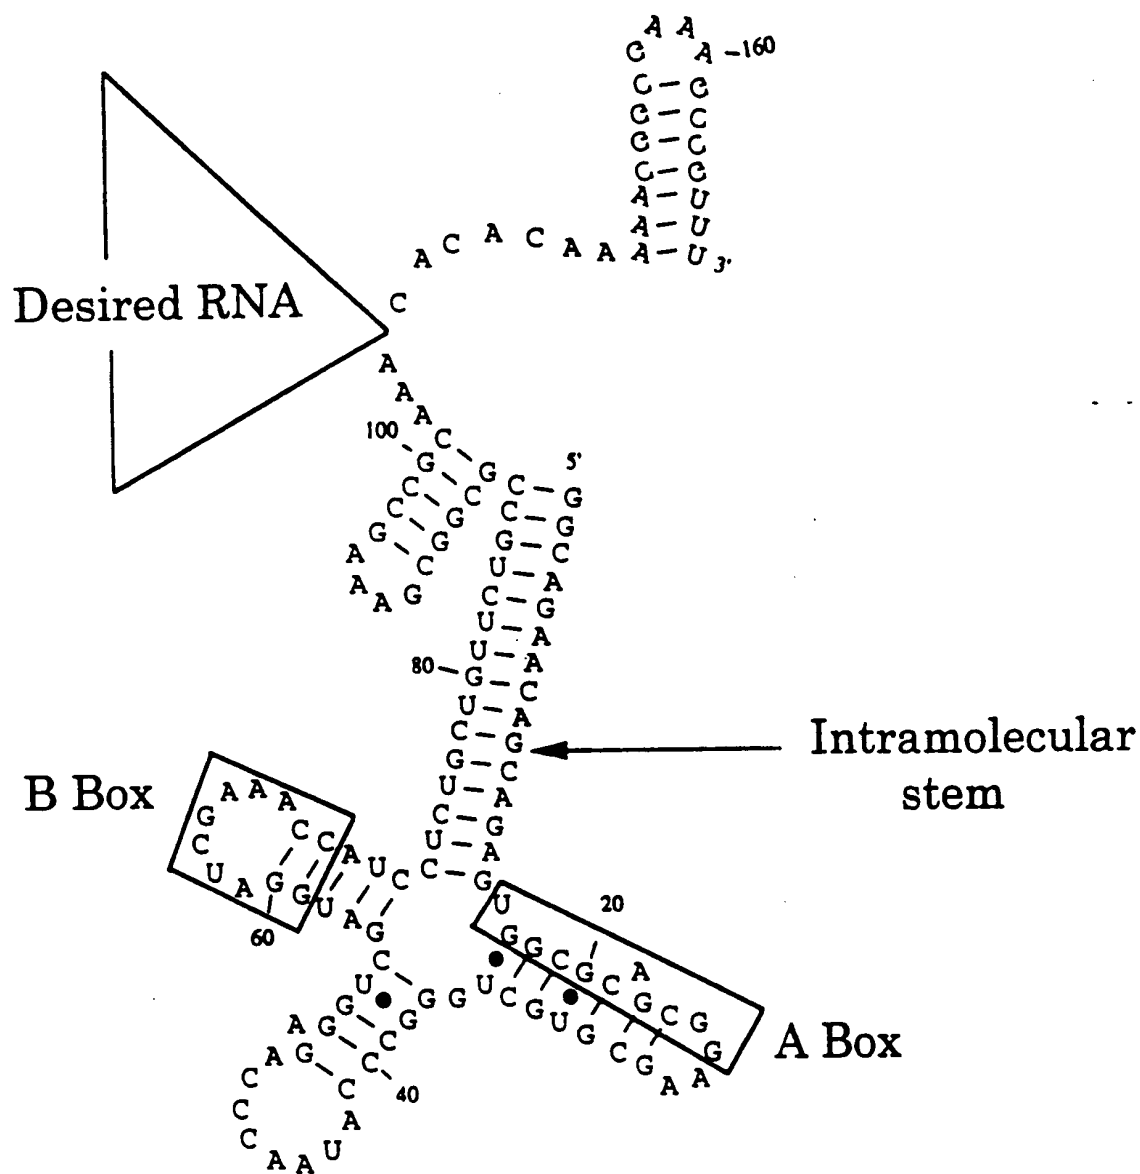 A A A
C A -160
C C
C C
C C
C C
A U
A U
A U 3'
C A C A C A A A
Desired RNA
A A A C G C C
5'
100
G C C G A A A G C G G C
G G C A G A A C A G C A G A G
C U C U G C U G U U C U G
80
Intramolecular
stem
B Box
G G A U C G A A A C C
A U C
60
G A U
U G G C G C A G C G G
20
A Box
A A G C G U G C U
G G G C C C A U A A C C C A G A G G U C
40